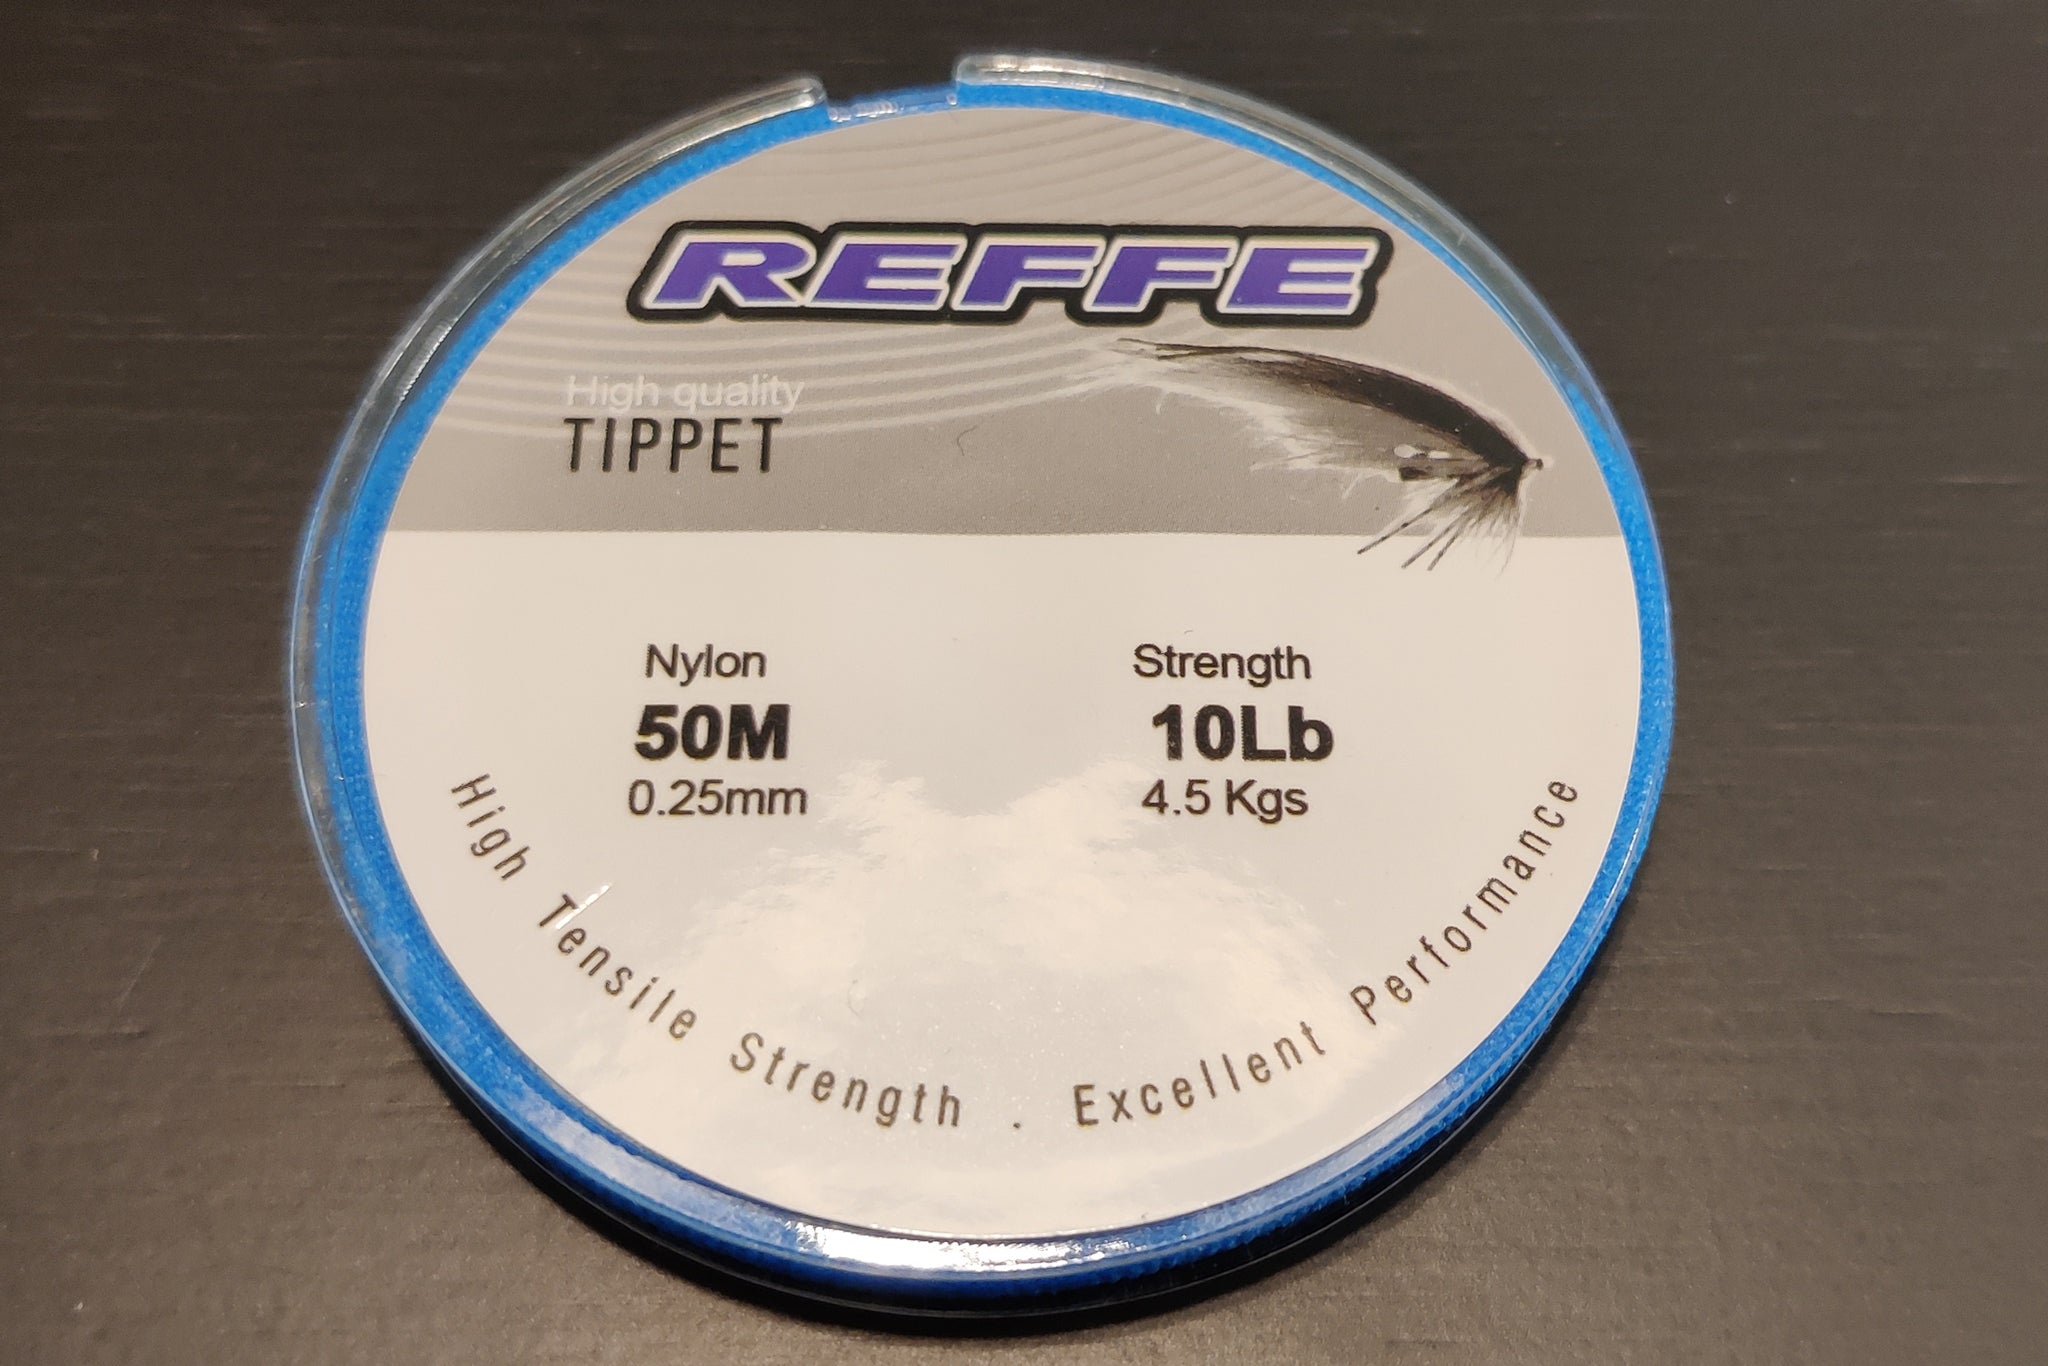 REFFE
High quality
TIPPET
Nylon
50M
0.25mm
Strength
10Lb
4.5 Kgs
High Tensile Strength . Excellent Performance